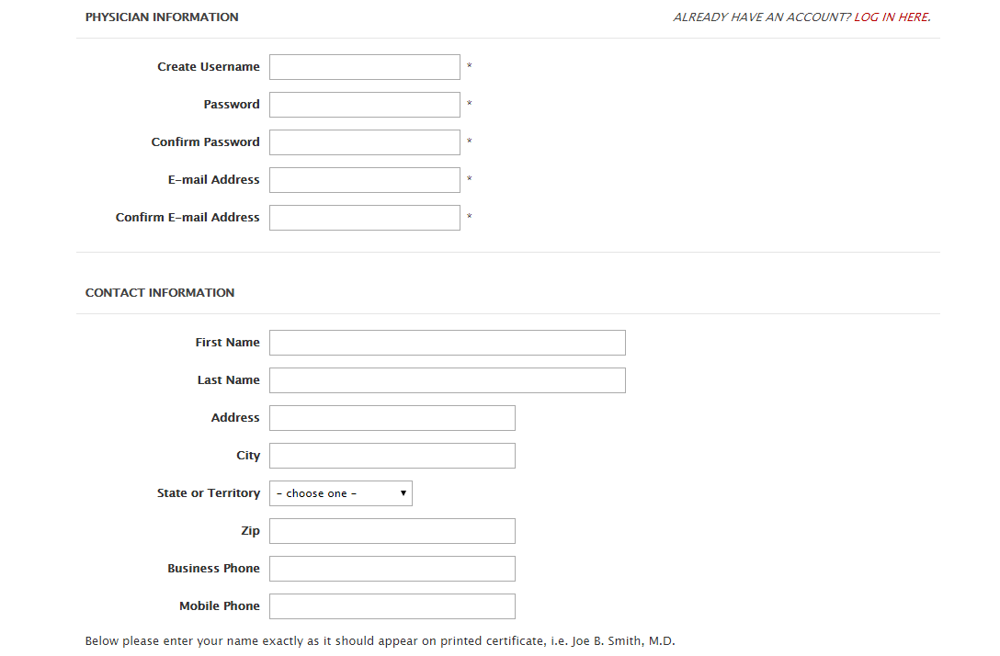 PHYSICIAN INFORMATION ALREADY HAVE AN ACCOUNT? LOG IN HERE.
Create Username *
Password *
Confirm Password *
E-mail Address *
Confirm E-mail Address *
CONTACT INFORMATION
First Name
Last Name
Address
City
State or Territory - choose one -
Zip
Business Phone
Mobile Phone
Below please enter your name exactly as it should appear on printed certificate, i.e. Joe B. Smith, M.D.